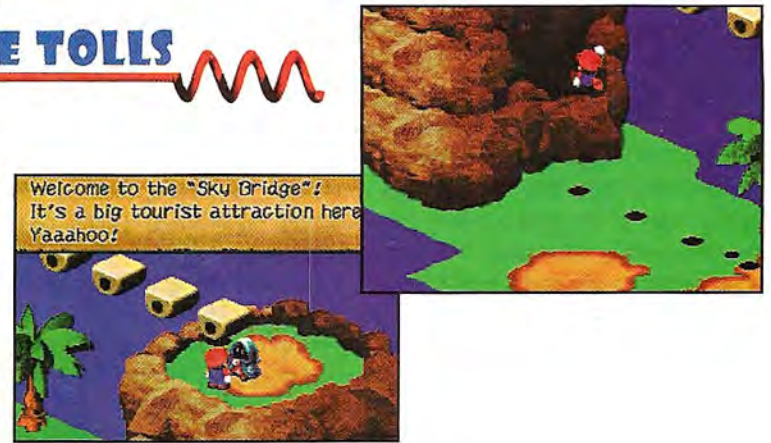 E TOLLS
Welcome to the "Sky Bridge"!
It's a big tourist attraction here
Yaaahoo!